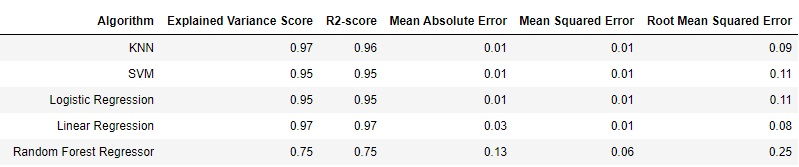 Algorithm Explained Variance Score R2-score Mean Absolute Error Mean Squared Error Root Mean Squared Error
KNN 0.97 0.96 0.01 0.01 0.09
SVM 0.95 0.95 0.01 0.01 0.11
Logistic Regression 0.95 0.95 0.01 0.01 0.11
Linear Regression 0.97 0.97 0.03 0.01 0.08
Random Forest Regressor 0.75 0.75 0.13 0.06 0.25